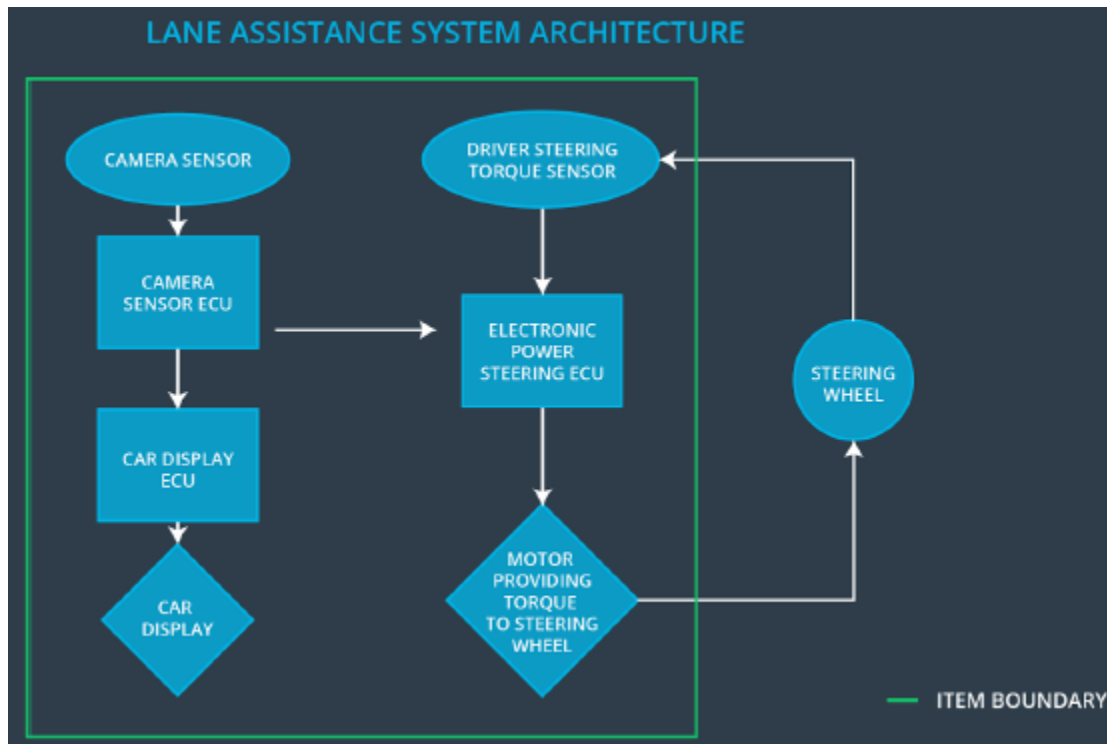 LANE ASSISTANCE SYSTEM ARCHITECTURE
CAMERA SENSOR
DRIVER STEERING
TORQUE SENSOR
CAMERA
SENSOR ECU
ELECTRONIC
POWER
STEERING ECU
STEERING
WHEEL
CAR DISPLAY
ECU
MOTOR
PROVIDING
TORQUE
TO STEERING
WHEEL
CAR
DISPLAY
ITEM BOUNDARY